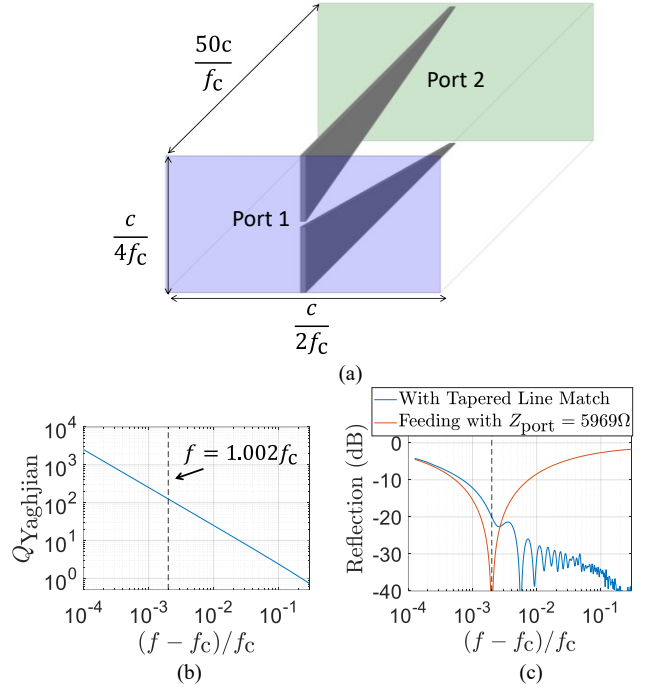 50c
f_c
Port 2
Port 1
c
4f_c
c
2f_c
(a)
With Tapered Line Match
Feeding with Z_port = 5969Ω
Q_Yaghjian
10^4
10^3
10^2
10^1
10^0
f = 1.002f_c
10^-4
10^-3
10^-2
10^-1
(f − f_c)/f_c
(b)
Reflection (dB)
0
-10
-20
-30
-40
10^-4
10^-3
10^-2
10^-1
(f − f_c)/f_c
(c)